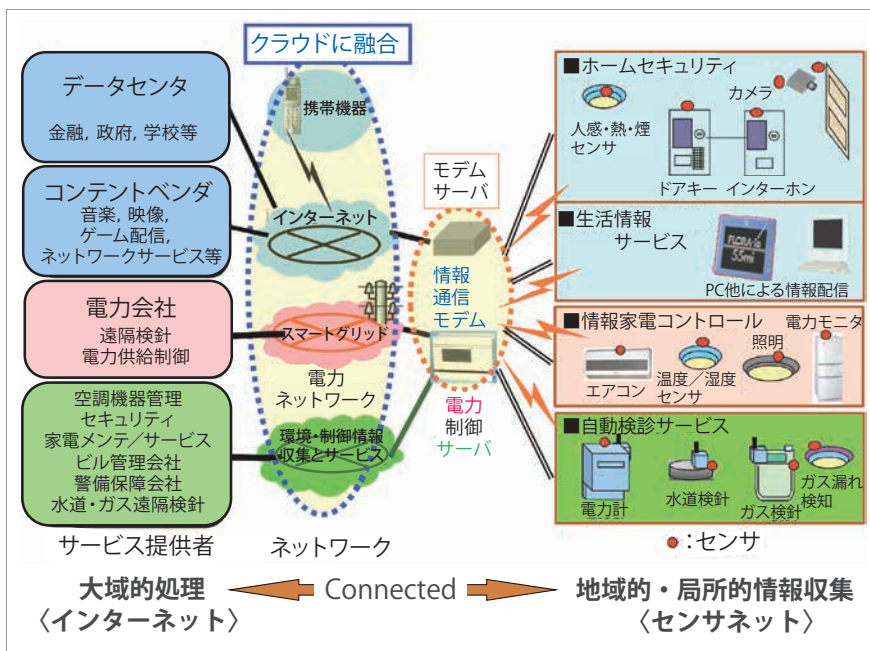 クラウドに融合
データセンタ
金融, 政府, 学校等
コンテントベンダ
音楽, 映像,
ゲーム配信,
ネットワークサービス等
電力会社
遠隔検針
電力供給制御
空調機器管理
セキュリティ
家電メンテ／サービス
ビル管理会社
警備保障会社
水道・ガス遠隔検針
サービス提供者
携帯機器
インターネット
スマートグリッド
電力
ネットワーク
環境・制御情報
収集とサービス
ネットワーク
モデム
サーバ
情報
通信
モデム
電力
制御
サーバ
■ホームセキュリティ
カメラ
人感・熱・煙
センサ
ドアキー
インターホン
■生活情報
サービス
FLORA-ie
55mi
PC他による情報配信
■情報家電コントロール
電力モニタ
照明
エアコン
温度／湿度
センサ
■自動検診サービス
電力計
水道検針
ガス検針
ガス漏れ
検知
●：センサ
大域的処理
〈インターネット〉
Connected
地域的・局所的情報収集
〈センサネット〉